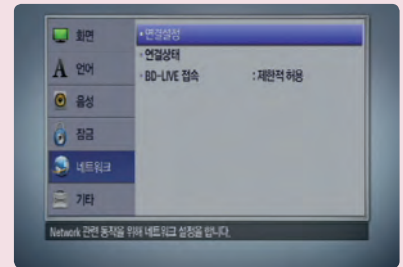 화면
언어
음성
잠금
네트워크
기타
• 연결설정
• 연결상태
• BD-LIVE 접속 : 제한적 허용
Network 관련 동작을 위해 네트워크 설정을 합니다.